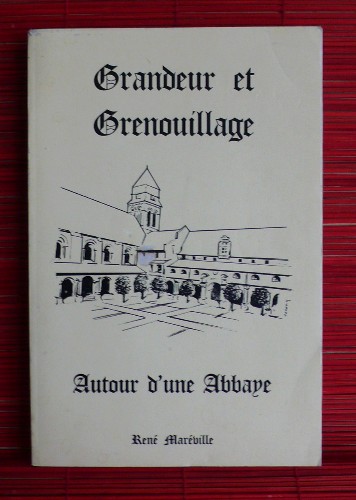 Grandeur et
Grenouillage
Autour d'une Abbaye
René Maréville